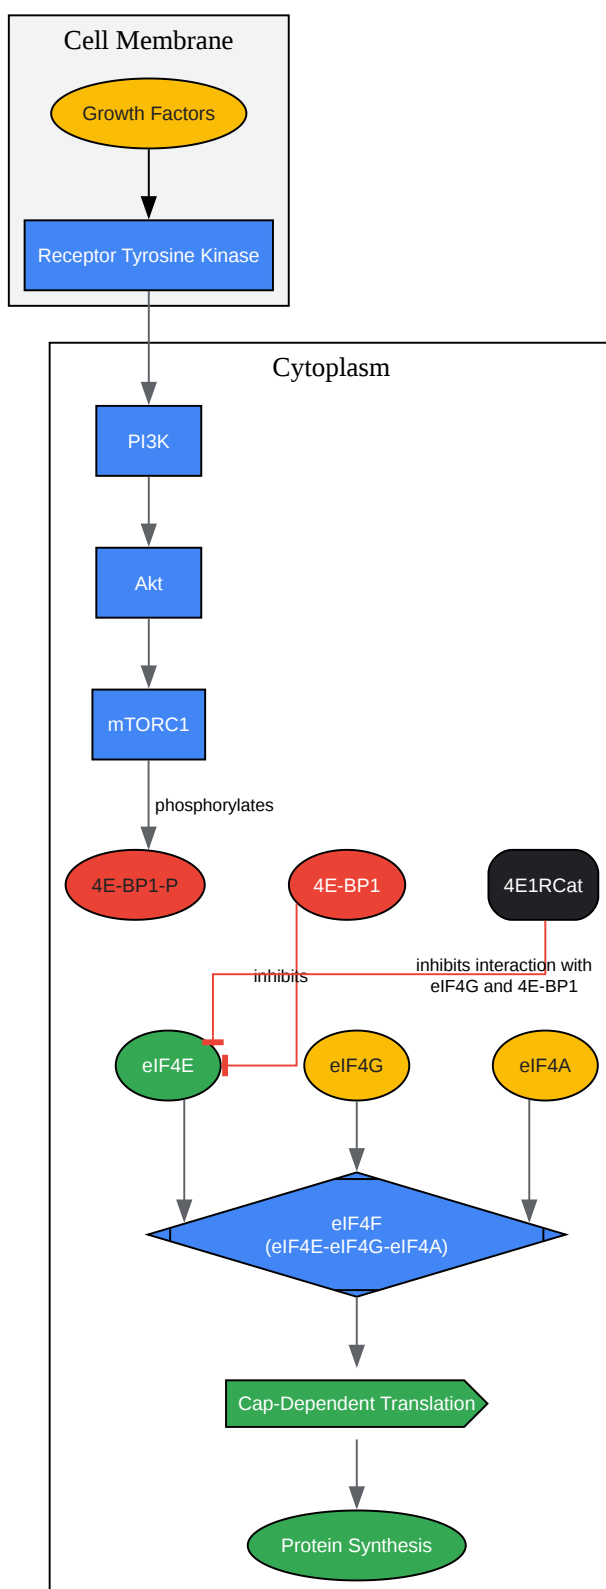 Cell Membrane
Growth Factors
Receptor Tyrosine Kinase
Cytoplasm
PI3K
Akt
mTORC1
phosphorylates
4E-BP1-P
4E-BP1
4E1RCat
inhibits
inhibits interaction with
eIF4G and 4E-BP1
eIF4E
eIF4G
eIF4A
eIF4F
(eIF4E-eIF4G-eIF4A)
Cap-Dependent Translation
Protein Synthesis